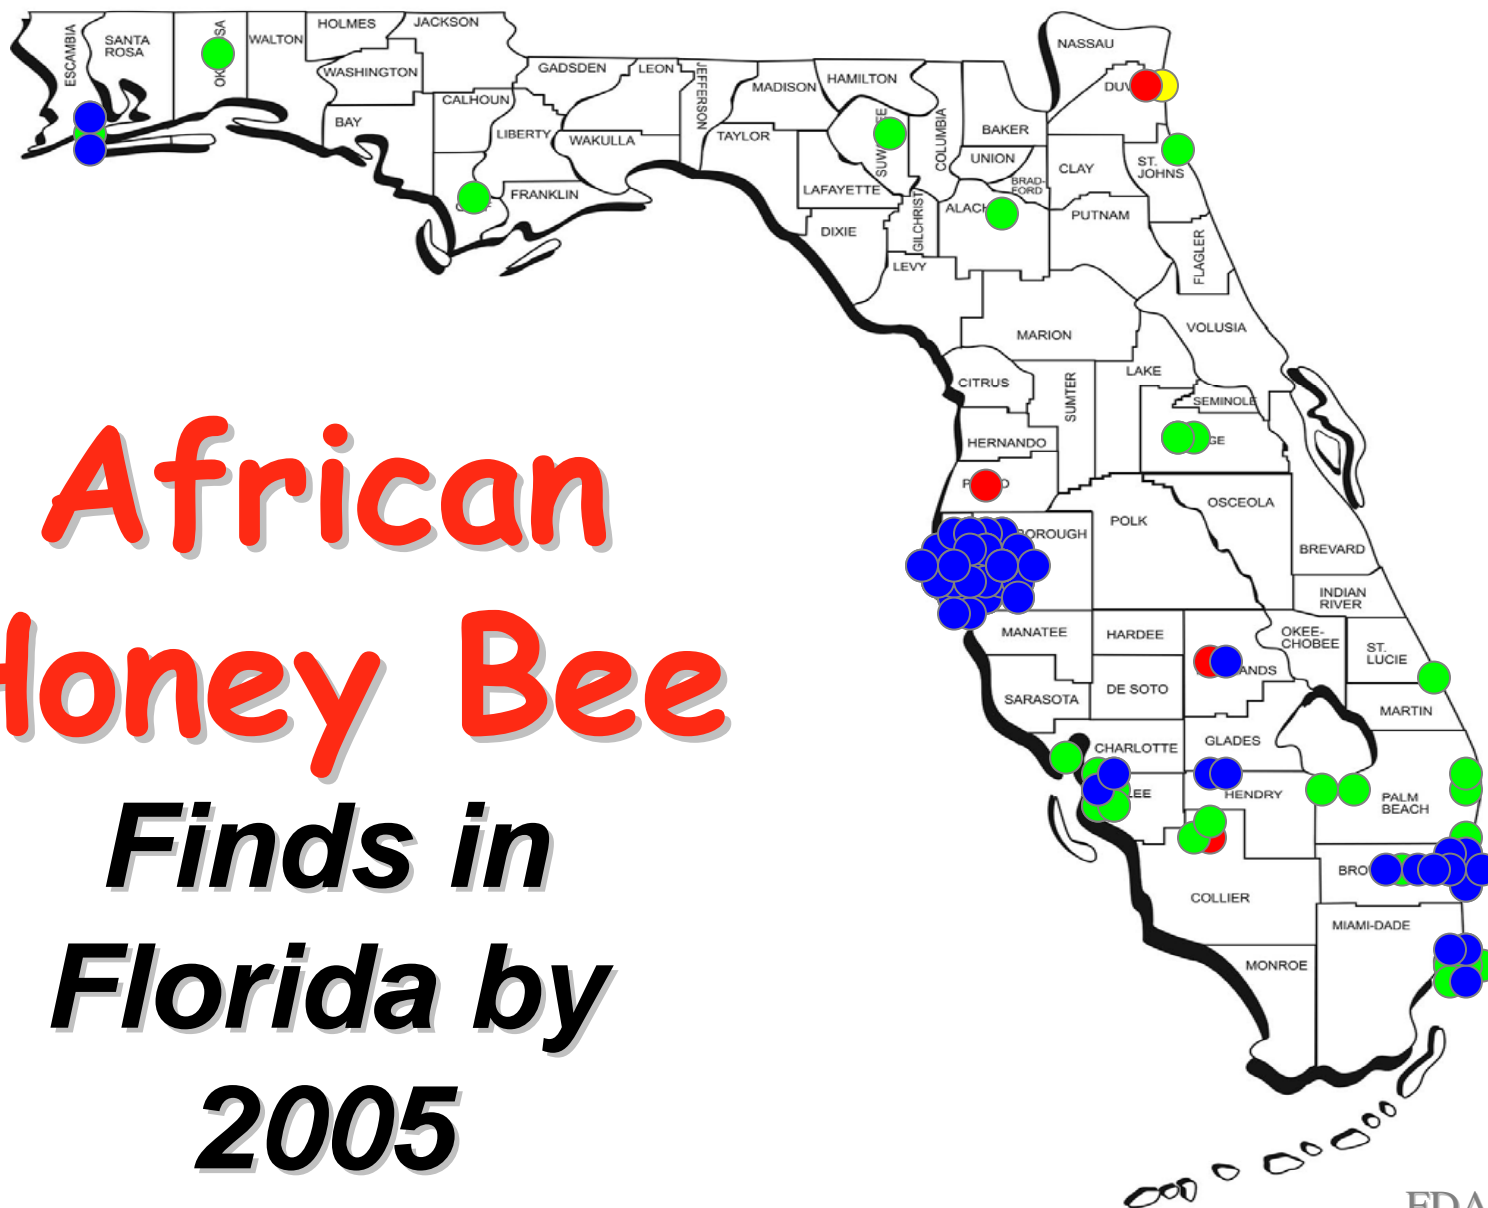 HOLMES
JACKSON
ESCAMBIA
SANTA
ROSA
WALTON
WASHINGTON
GADSDEN
LEON
JEFFERSON
MADISON
HAMILTON
NASSAU
CALHOUN
BAY
LIBERTY
WAKULLA
TAYLOR
COLUMBIA
BAKER
UNION
BRAD-
FORD
CLAY
ST.
JOHNS
LAFAYETTE
FRANKLIN
DIXIE
GILCHRIST
PUTNAM
FLAGLER
LEVY
MARION
VOLUSIA
CITRUS
SUMTER
LAKE
SEMINOLE
HERNANDO
African
Honey Bee
Finds in
Florida by
2005
POLK
OSCEOLA
BREVARD
INDIAN
RIVER
MANATEE
HARDEE
OKEE-
CHOBEE
ST.
LUCIE
SARASOTA
DE SOTO
MARTIN
CHARLOTTE
GLADES
LEE
HENDRY
PALM
BEACH
COLLIER
MIAMI-DADE
MONROE